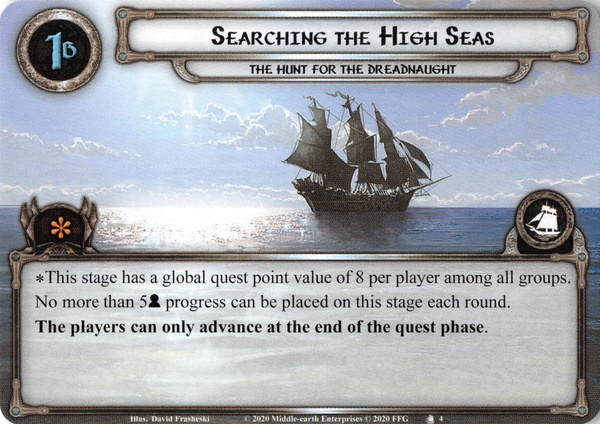 1B
SEARCHING THE HIGH SEAS
THE HUNT FOR THE DREADNAUGHT
*
*This stage has a global quest point value of 8 per player among all groups.
No more than 5 progress can be placed on this stage each round.
The players can only advance at the end of the quest phase.
Illus. David Frasheski © 2020 Middle-earth Enterprises © 2020 FFG 4